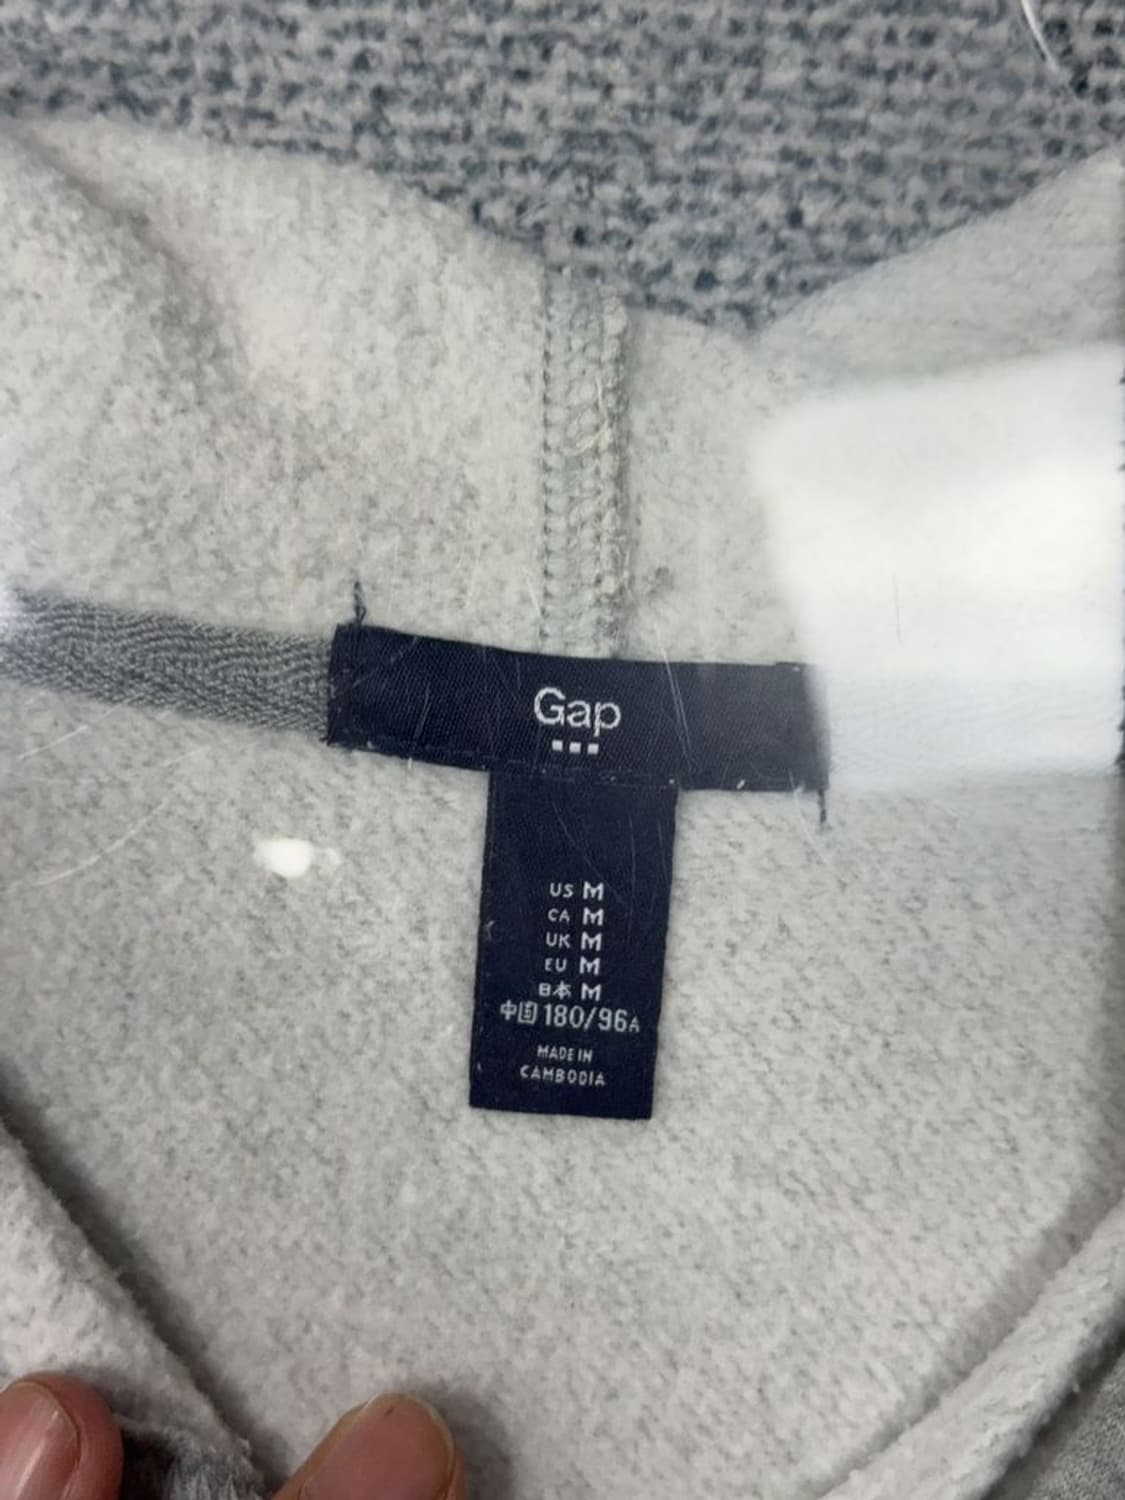 Gap
US M
CA M
UK M
EU M
日本 M
中国 180/96A
MADE IN
CAMBODIA